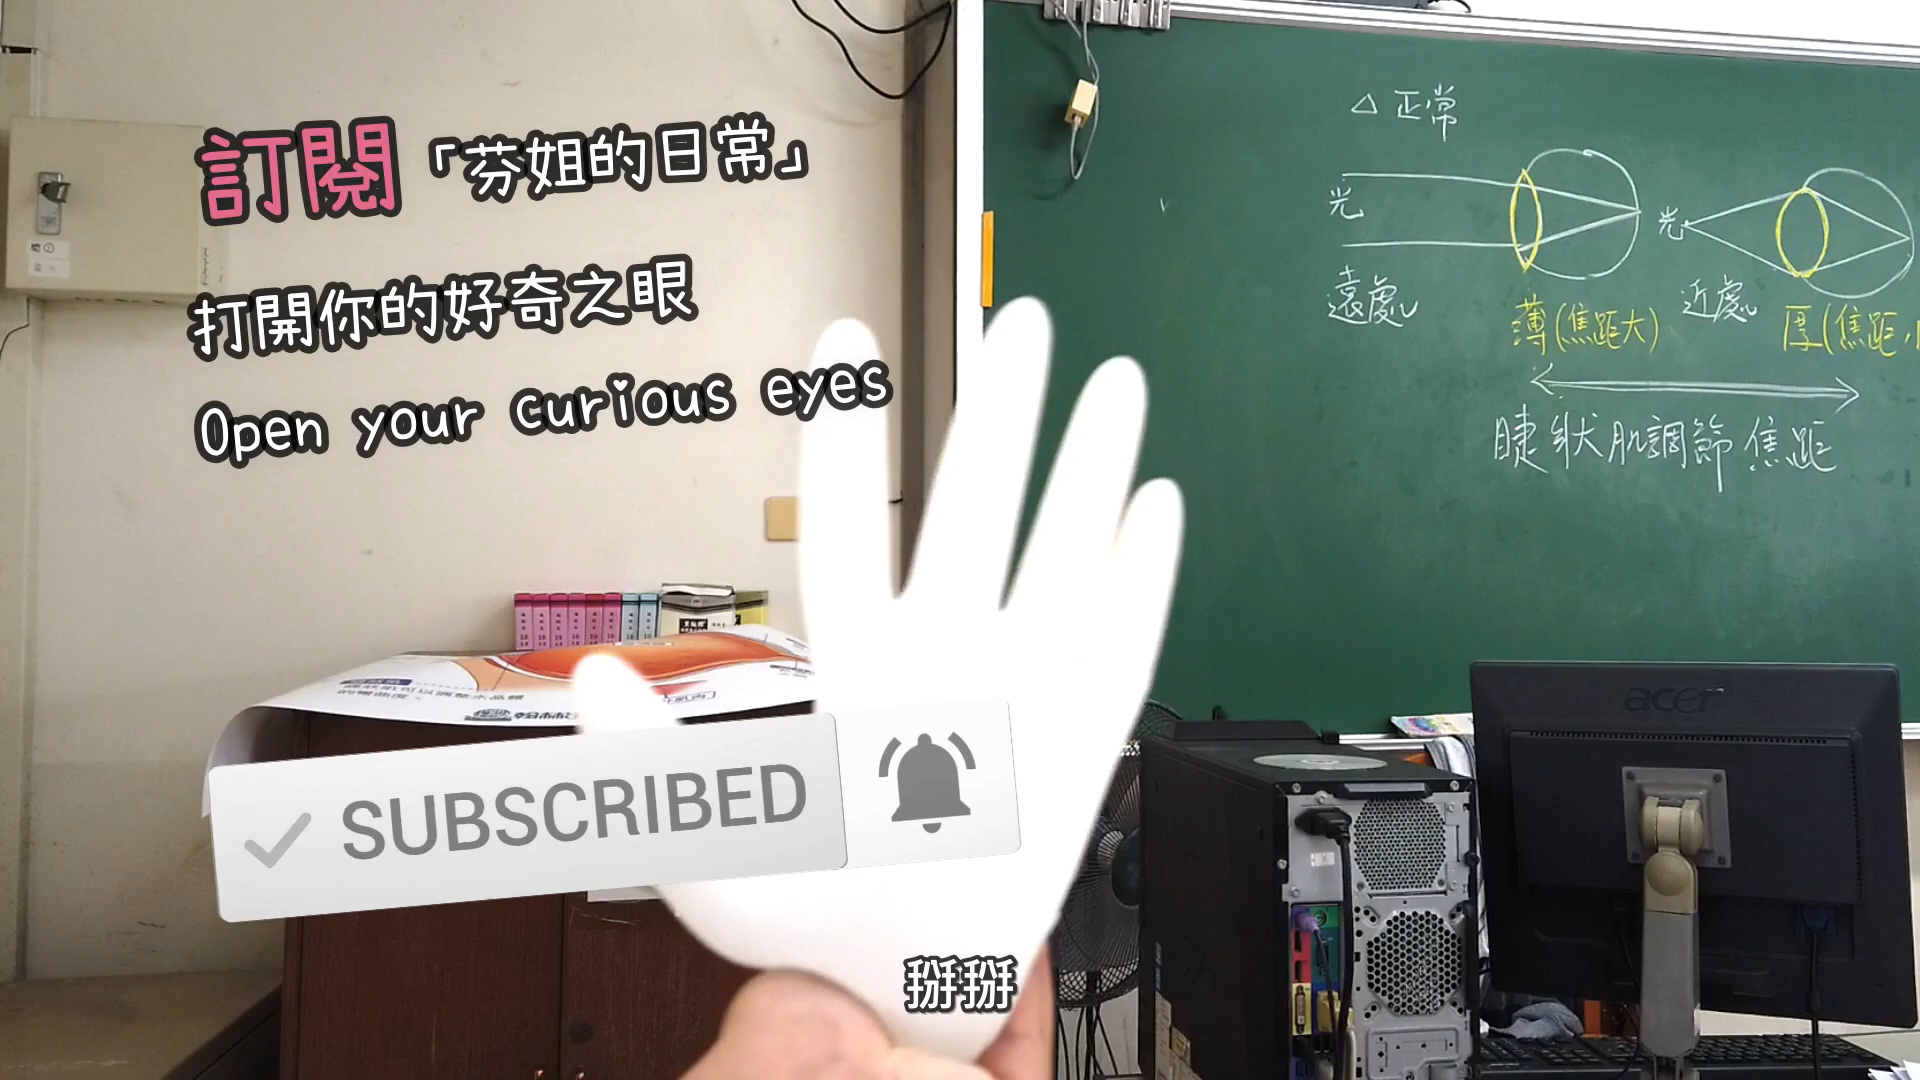 訂閱「芬姐的日常」
打開你的好奇之眼
Open your curious eyes
SUBSCRIBED
掰掰
△ 正常
光
光
遠處
薄(焦距大)
近處
厚(焦距
睫狀肌調節焦距
acer